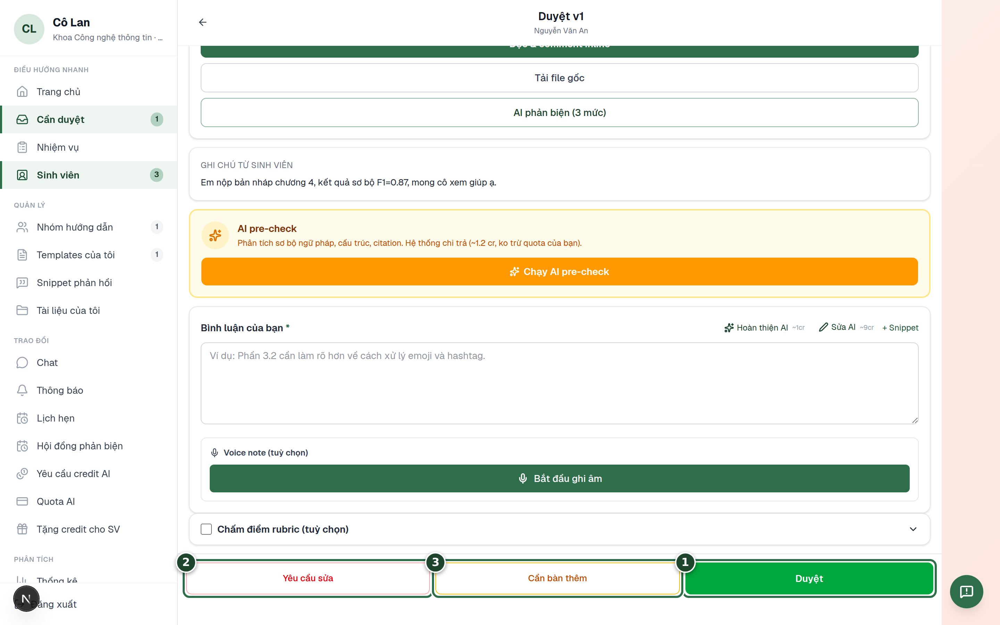 CL
Cô Lan
Khoa Công nghệ thông tin · ...
ĐIỀU HƯỚNG NHANH
Trang chủ
Cần duyệt 1
Nhiệm vụ
Sinh viên 3
QUẢN LÝ
Nhóm hướng dẫn 1
Templates của tôi 1
Snippet phản hồi
Tài liệu của tôi
TRAO ĐỔI
Chat
Thông báo
Lịch hẹn
Hội đồng phản biện
Yêu cầu credit AI
Quota AI
Tặng credit cho SV
PHÂN TÍCH
Thống kê
N
Đăng xuất
Duyệt v1
Nguyễn Văn An
Đọc & comment inline
Tải file gốc
AI phản biện (3 mức)
GHI CHÚ TỪ SINH VIÊN
Em nộp bản nháp chương 4, kết quả sơ bộ F1=0.87, mong cô xem giúp ạ.
AI pre-check
Phân tích sơ bộ ngữ pháp, cấu trúc, citation. Hệ thống chi trả (~1.2 cr, ko trừ quota của bạn).
Chạy AI pre-check
Bình luận của bạn *
Hoàn thiện AI ~1cr Sửa AI ~9cr + Snippet
Ví dụ: Phần 3.2 cần làm rõ hơn về cách xử lý emoji và hashtag.
Voice note (tuỳ chọn)
Bắt đầu ghi âm
Chấm điểm rubric (tuỳ chọn)
2 Yêu cầu sửa
3 Cần bàn thêm
1 Duyệt